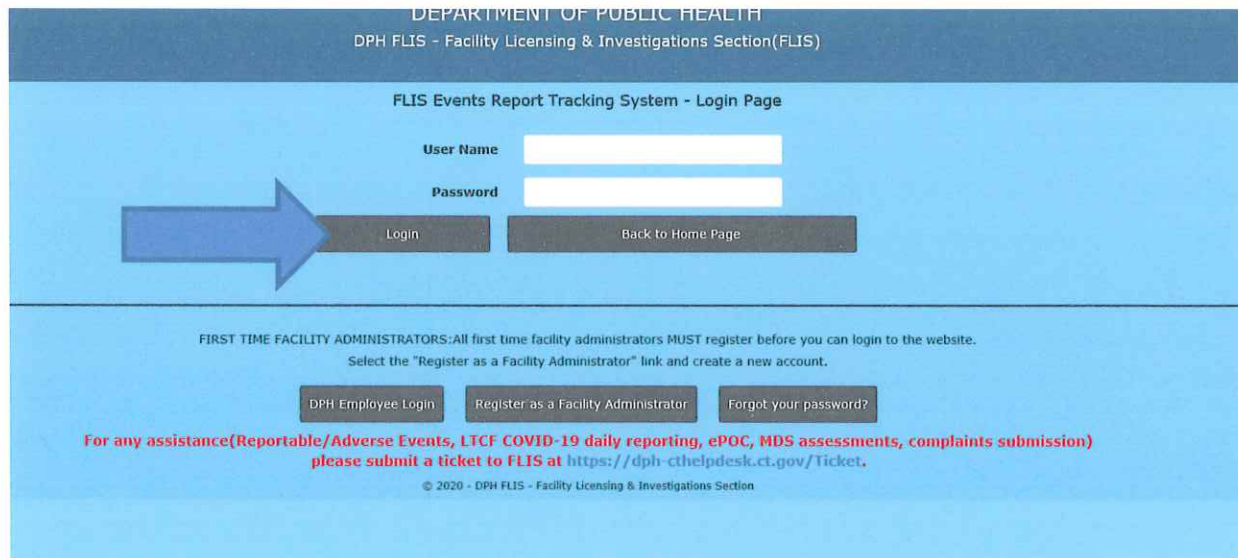 DEPARTMENT OF PUBLIC HEALTH
DPH FLIS - Facility Licensing & Investigations Section(FLIS)
FLIS Events Report Tracking System - Login Page
User Name
Password
Login
Back to Home Page
FIRST TIME FACILITY ADMINISTRATORS:All first time facility administrators MUST register before you can login to the website.
Select the "Register as a Facility Administrator" link and create a new account.
DPH Employee Login
Register as a Facility Administrator
Forgot your password?
For any assistance(Reportable/Adverse Events, LTCF COVID-19 daily reporting, ePOC, MDS assessments, complaints submission)
please submit a ticket to FLIS at https://dph-cthelpdesk.ct.gov/Ticket.
© 2020 - DPH FLIS - Facility Licensing & Investigations Section